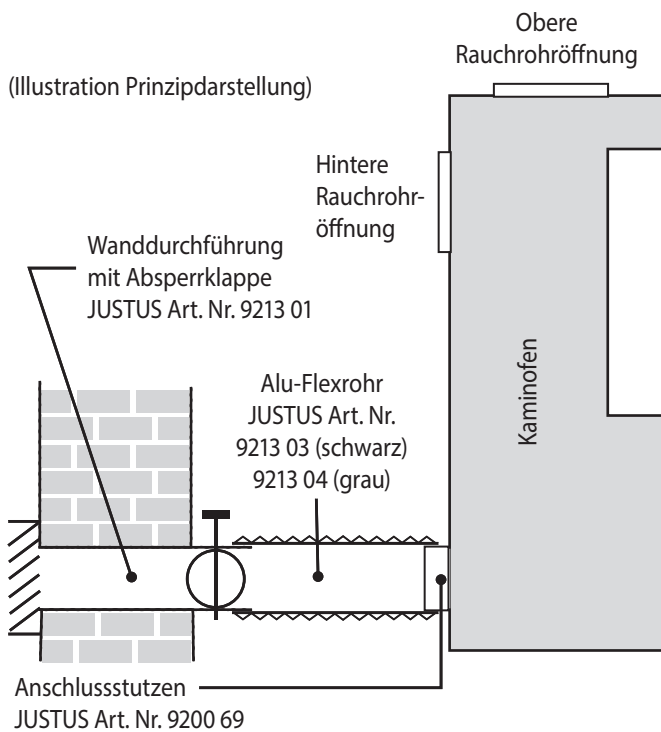 Obere
Rauchrohröffnung
(Illustration Prinzipdarstellung)
Hintere
Rauchrohr-
öffnung
Wanddurchführung
mit Absperrklappe
JUSTUS Art. Nr. 9213 01
Kaminofen
Alu-Flexrohr
JUSTUS Art. Nr.
9213 03 (schwarz)
9213 04 (grau)
Anschlussstutzen
JUSTUS Art. Nr. 9200 69